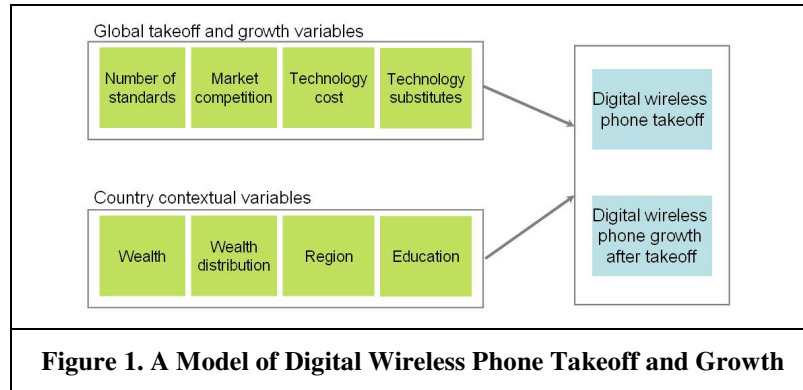 Global takeoff and growth variables
Number of
standards
Market
competition
Technology
cost
Technology
substitutes
Digital wireless
phone takeoff
Country contextual variables
Wealth
Wealth
distribution
Region
Education
Digital wireless
phone growth
after takeoff
Figure 1. A Model of Digital Wireless Phone Takeoff and Growth